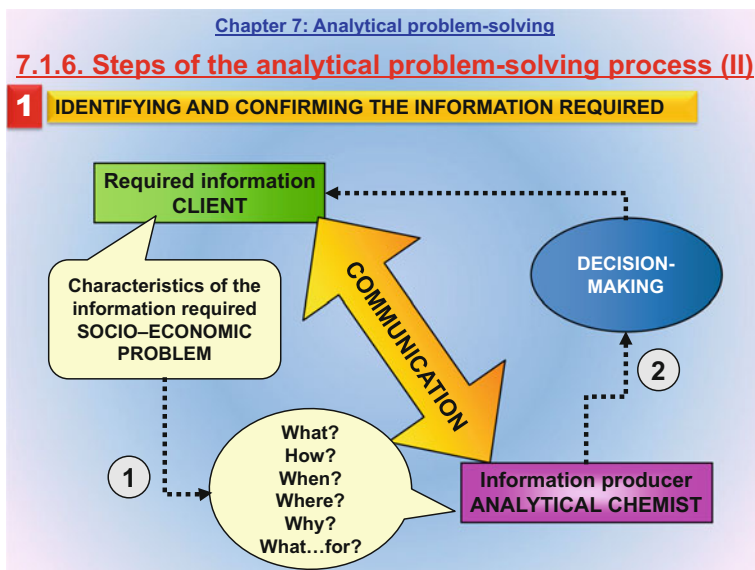 Chapter 7: Analytical problem-solving
7.1.6. Steps of the analytical problem-solving process (II)
1 IDENTIFYING AND CONFIRMING THE INFORMATION REQUIRED
Required information
CLIENT
Characteristics of the
information required
SOCIO–ECONOMIC
PROBLEM
COMMUNICATION
DECISION-
MAKING
2
1
What?
How?
When?
Where?
Why?
What...for?
Information producer
ANALYTICAL CHEMIST